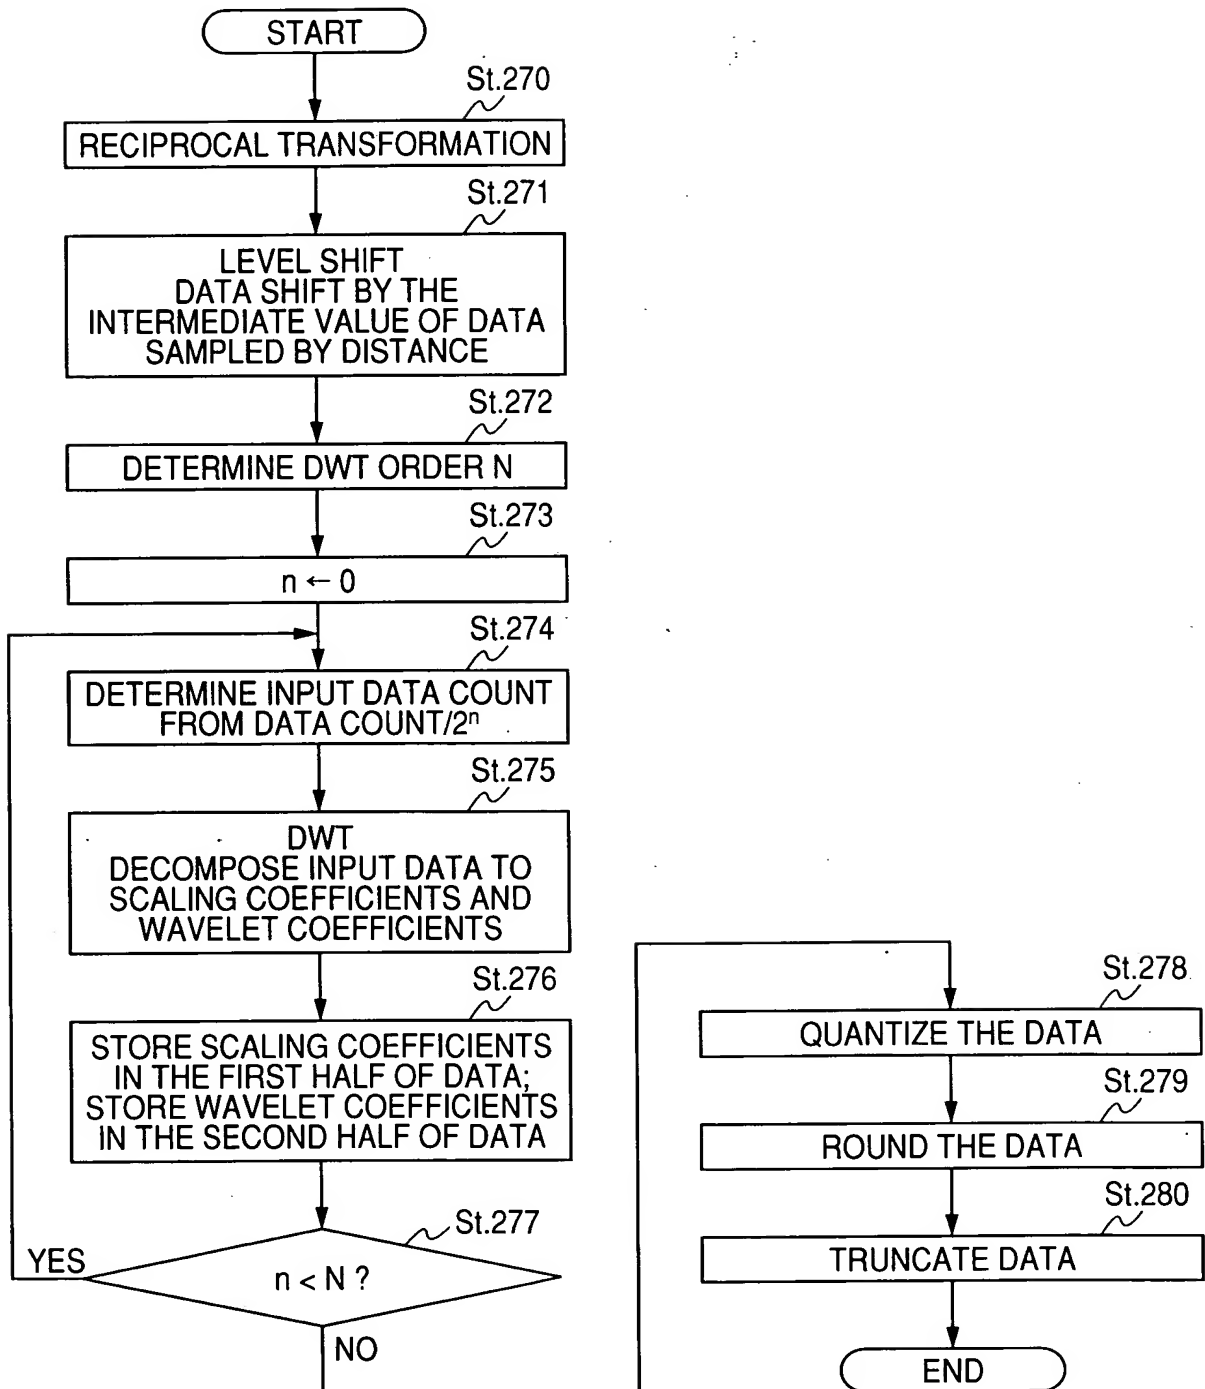 START
St.270
RECIPROCAL TRANSFORMATION
St.271
LEVEL SHIFT
DATA SHIFT BY THE
INTERMEDIATE VALUE OF DATA
SAMPLED BY DISTANCE
St.272
DETERMINE DWT ORDER N
St.273
n ← 0
St.274
DETERMINE INPUT DATA COUNT
FROM DATA COUNT/2ⁿ
St.275
DWT
DECOMPOSE INPUT DATA TO
SCALING COEFFICIENTS AND
WAVELET COEFFICIENTS
St.276
STORE SCALING COEFFICIENTS
IN THE FIRST HALF OF DATA;
STORE WAVELET COEFFICIENTS
IN THE SECOND HALF OF DATA
St.277
YES
n < N ?
NO
St.278
QUANTIZE THE DATA
St.279
ROUND THE DATA
St.280
TRUNCATE DATA
END